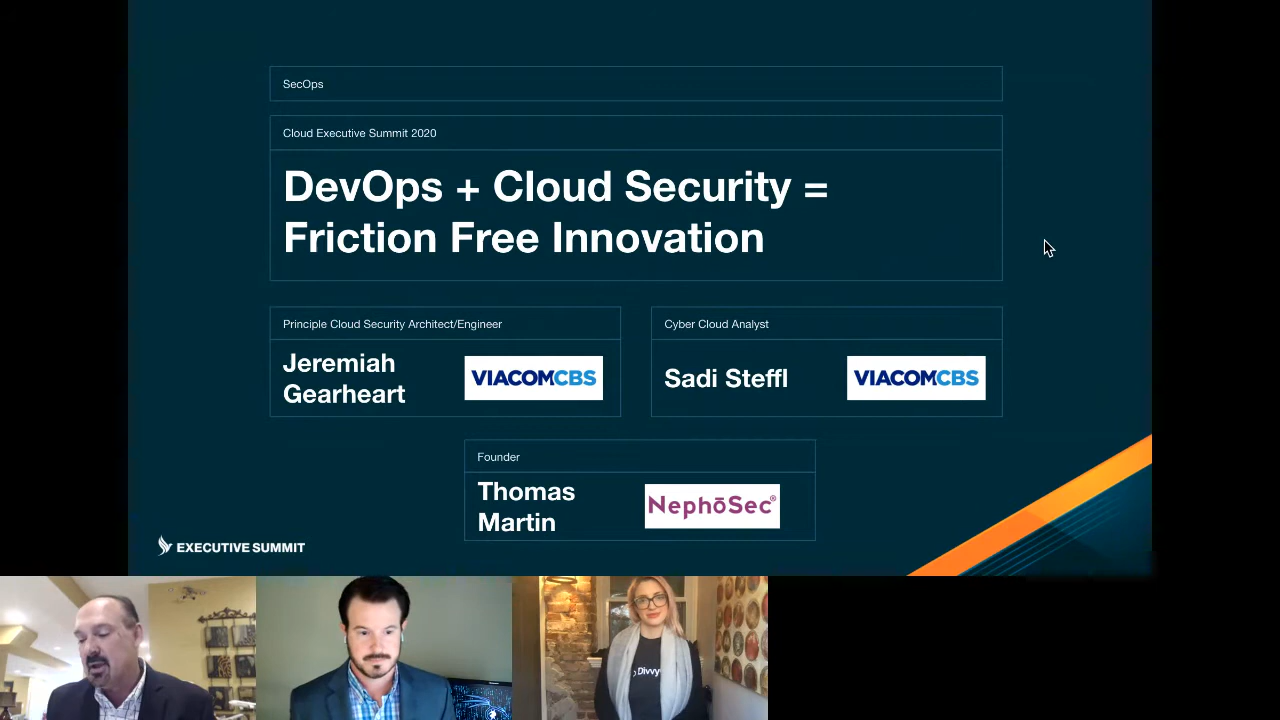 SecOps
Cloud Executive Summit 2020
DevOps + Cloud Security =
Friction Free Innovation
Principle Cloud Security Architect/Engineer
Jeremiah
Gearheart
VIACOMCBS
Cyber Cloud Analyst
Sadi Steffl
VIACOMCBS
Founder
Thomas
Martin
NephōSec®
EXECUTIVE SUMMIT
Divvy